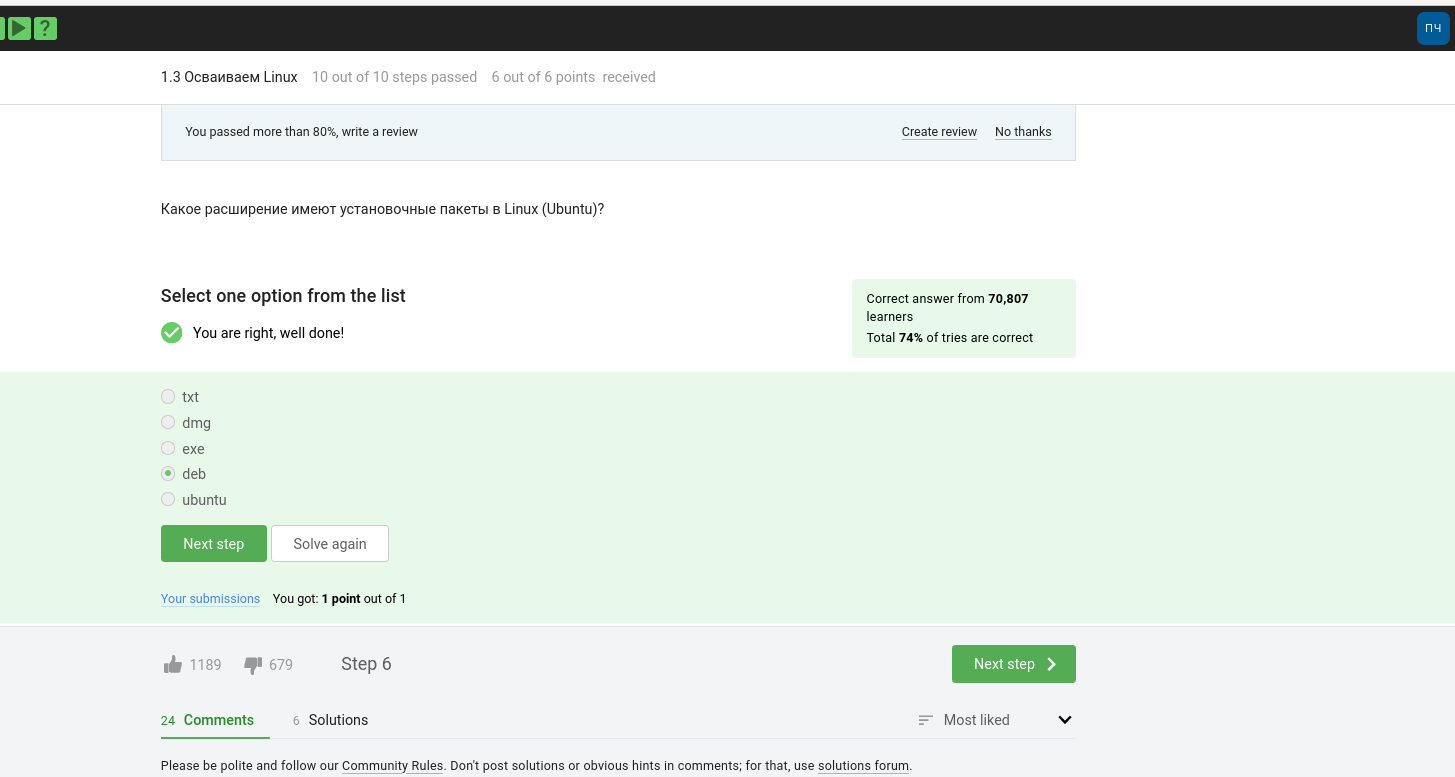 ?
ПЧ
1.3 Осваиваем Linux 10 out of 10 steps passed 6 out of 6 points received
You passed more than 80%, write a review Create review No thanks
Какое расширение имеют установочные пакеты в Linux (Ubuntu)?
Select one option from the list
You are right, well done!
Correct answer from 70,807
learners
Total 74% of tries are correct
txt
dmg
exe
deb
ubuntu
Next step Solve again
Your submissions You got: 1 point out of 1
1189 679 Step 6 Next step
24 Comments 6 Solutions Most liked
Please be polite and follow our Community Rules. Don't post solutions or obvious hints in comments; for that, use solutions forum.